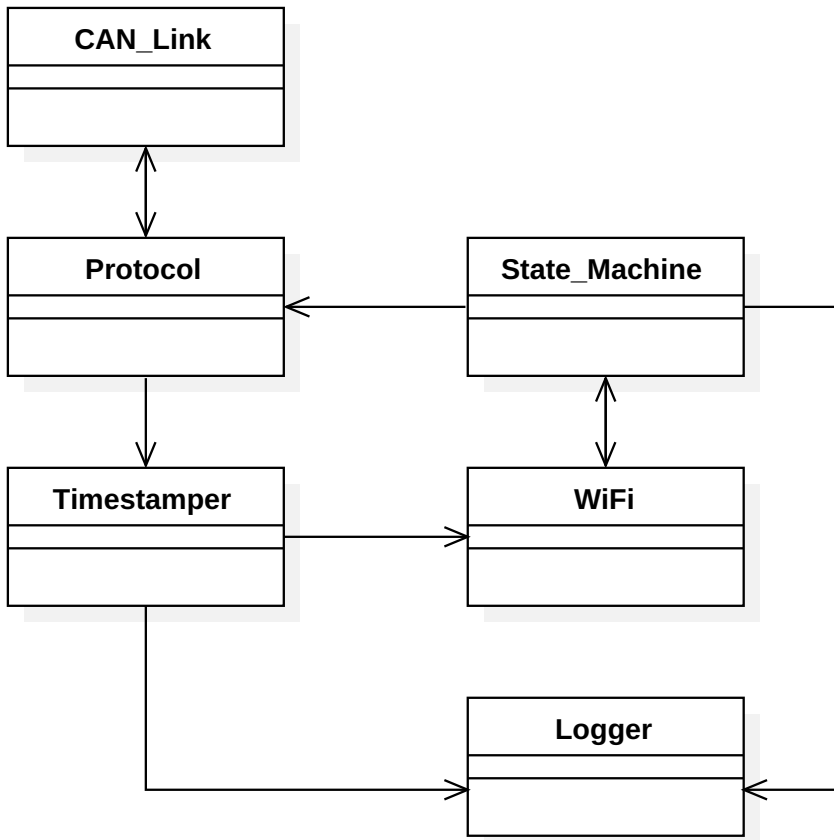 CAN_Link
Protocol
State_Machine
Timestamper
WiFi
Logger